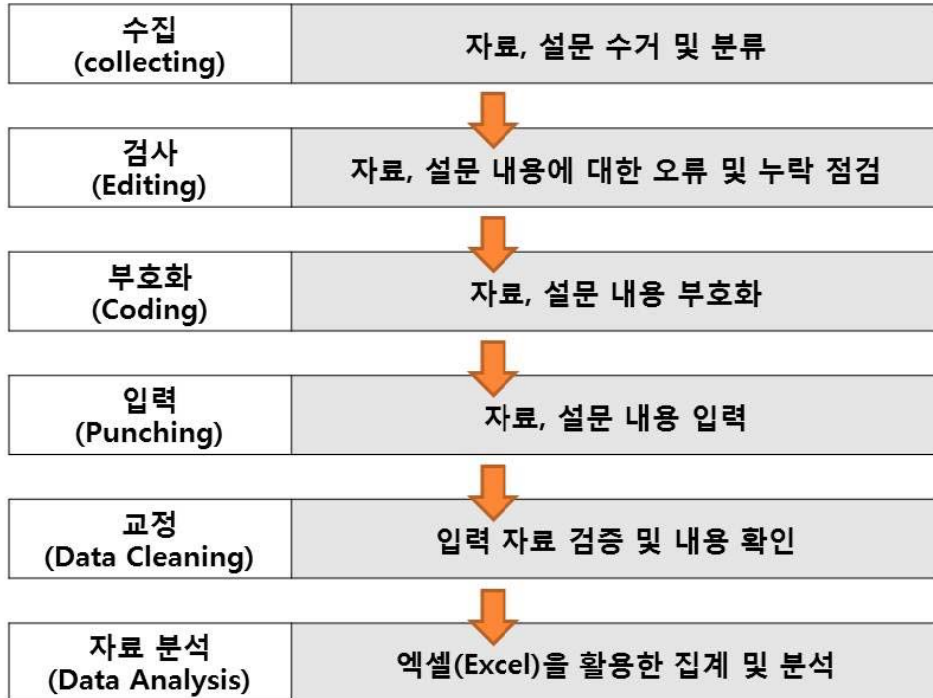 수집
(collecting)
자료, 설문 수거 및 분류
검사
(Editing)
자료, 설문 내용에 대한 오류 및 누락 점검
부호화
(Coding)
자료, 설문 내용 부호화
입력
(Punching)
자료, 설문 내용 입력
교정
(Data Cleaning)
입력 자료 검증 및 내용 확인
자료 분석
(Data Analysis)
엑셀(Excel)을 활용한 집계 및 분석